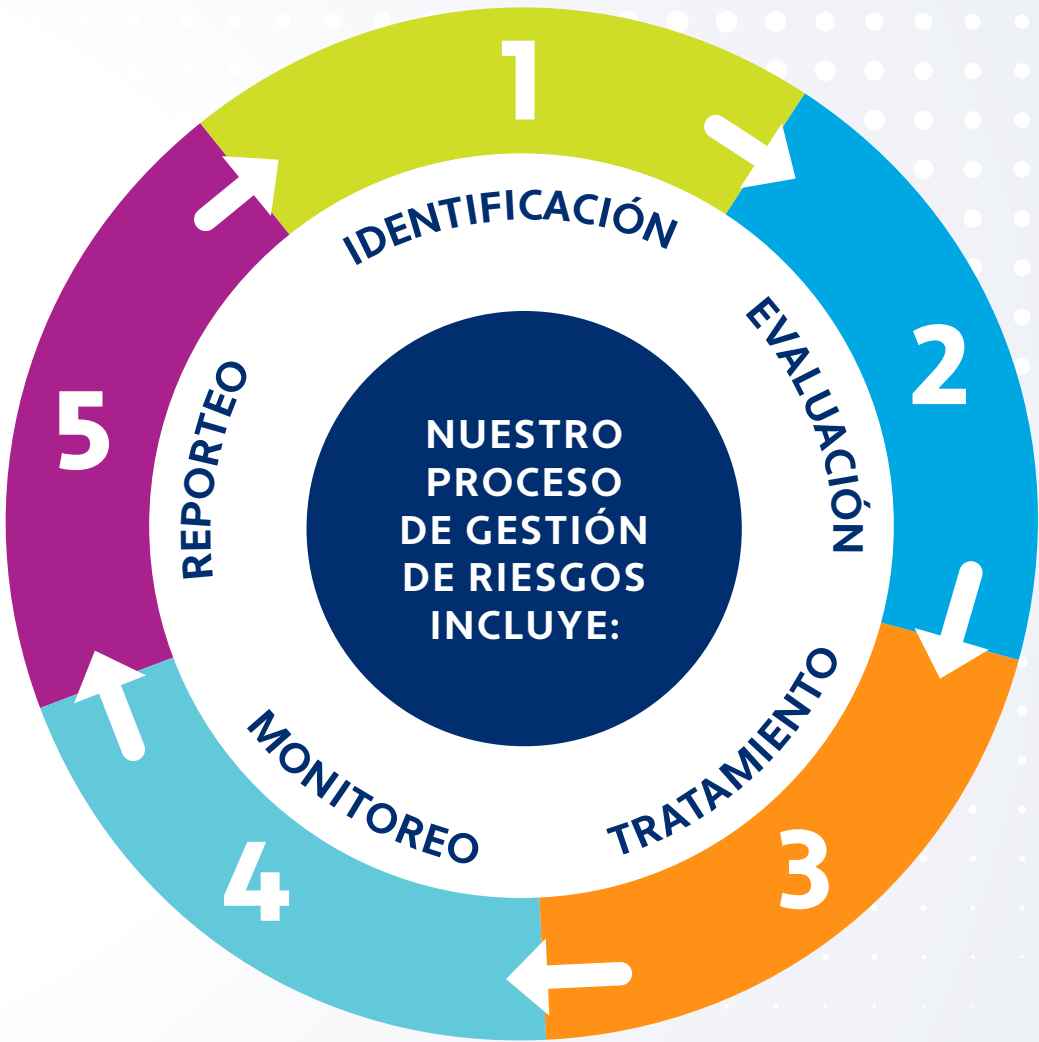 NUESTRO
PROCESO
DE GESTIÓN
DE RIESGOS
INCLUYE:
1
IDENTIFICACIÓN
2
EVALUACIÓN
3
TRATAMIENTO
4
MONITOREO
5
REPORTEO